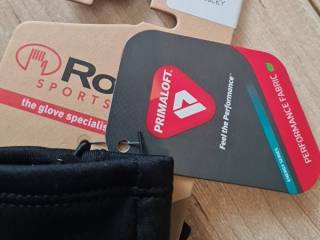 Ro
SPORTS
the glove specialis
PRIMALOFT
Feel the Performance
PERFORMANCE FABRIC